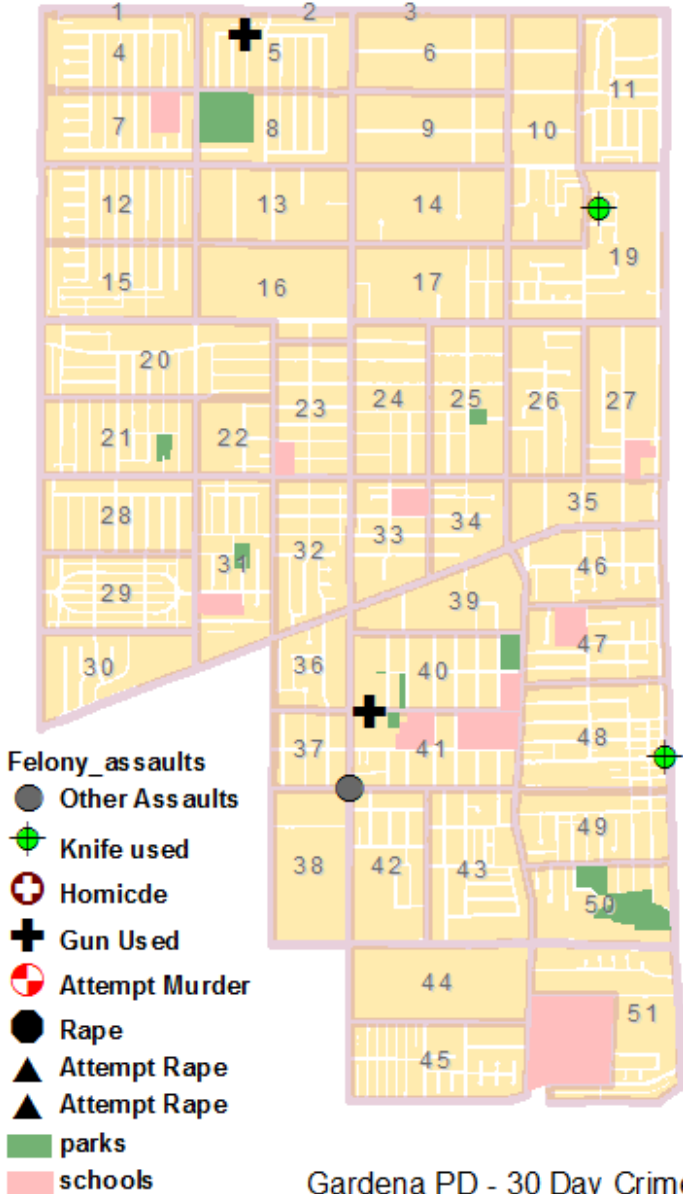 1 2 3
4 5 6
11
7 8 9 10
12 13 14
19
15 16 17
20
21 22 23 24 25 26 27
28 31 32 33 34 35
29 39 46
30 36 40 47
37 41 48
38 42 43 49
50
44 51
45
Felony_assaults
Other Assaults
Knife used
Homicde
Gun Used
Attempt Murder
Rape
Attempt Rape
Attempt Rape
parks
schools
Gardena PD - 30 Day Crime